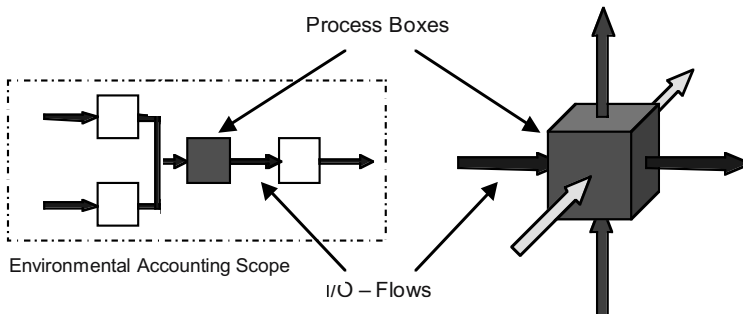 Process Boxes
Environmental Accounting Scope
I/O – Flows